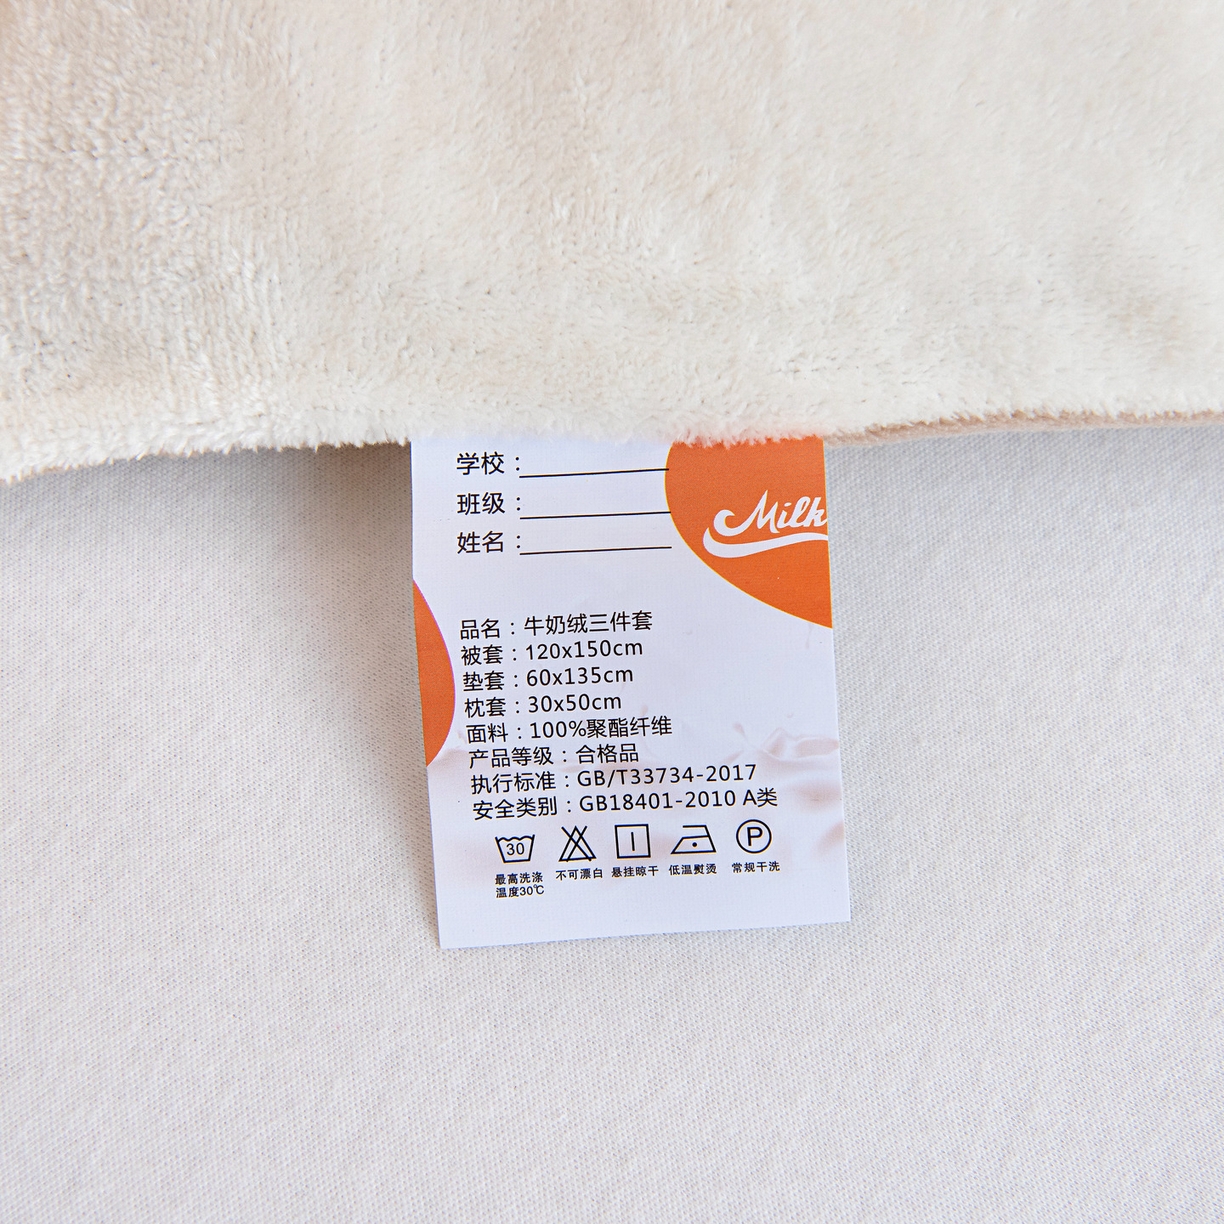 学校：
班级：
姓名：
Milk
品名：牛奶绒三件套
被套：120x150cm
垫套：60x135cm
枕套：30x50cm
面料：100%聚酯纤维
产品等级：合格品
执行标准：GB/T33734-2017
安全类别：GB18401-2010 A类
30
P
最高洗涤
温度30℃
不可漂白
悬挂晾干
低温熨烫
常规干洗